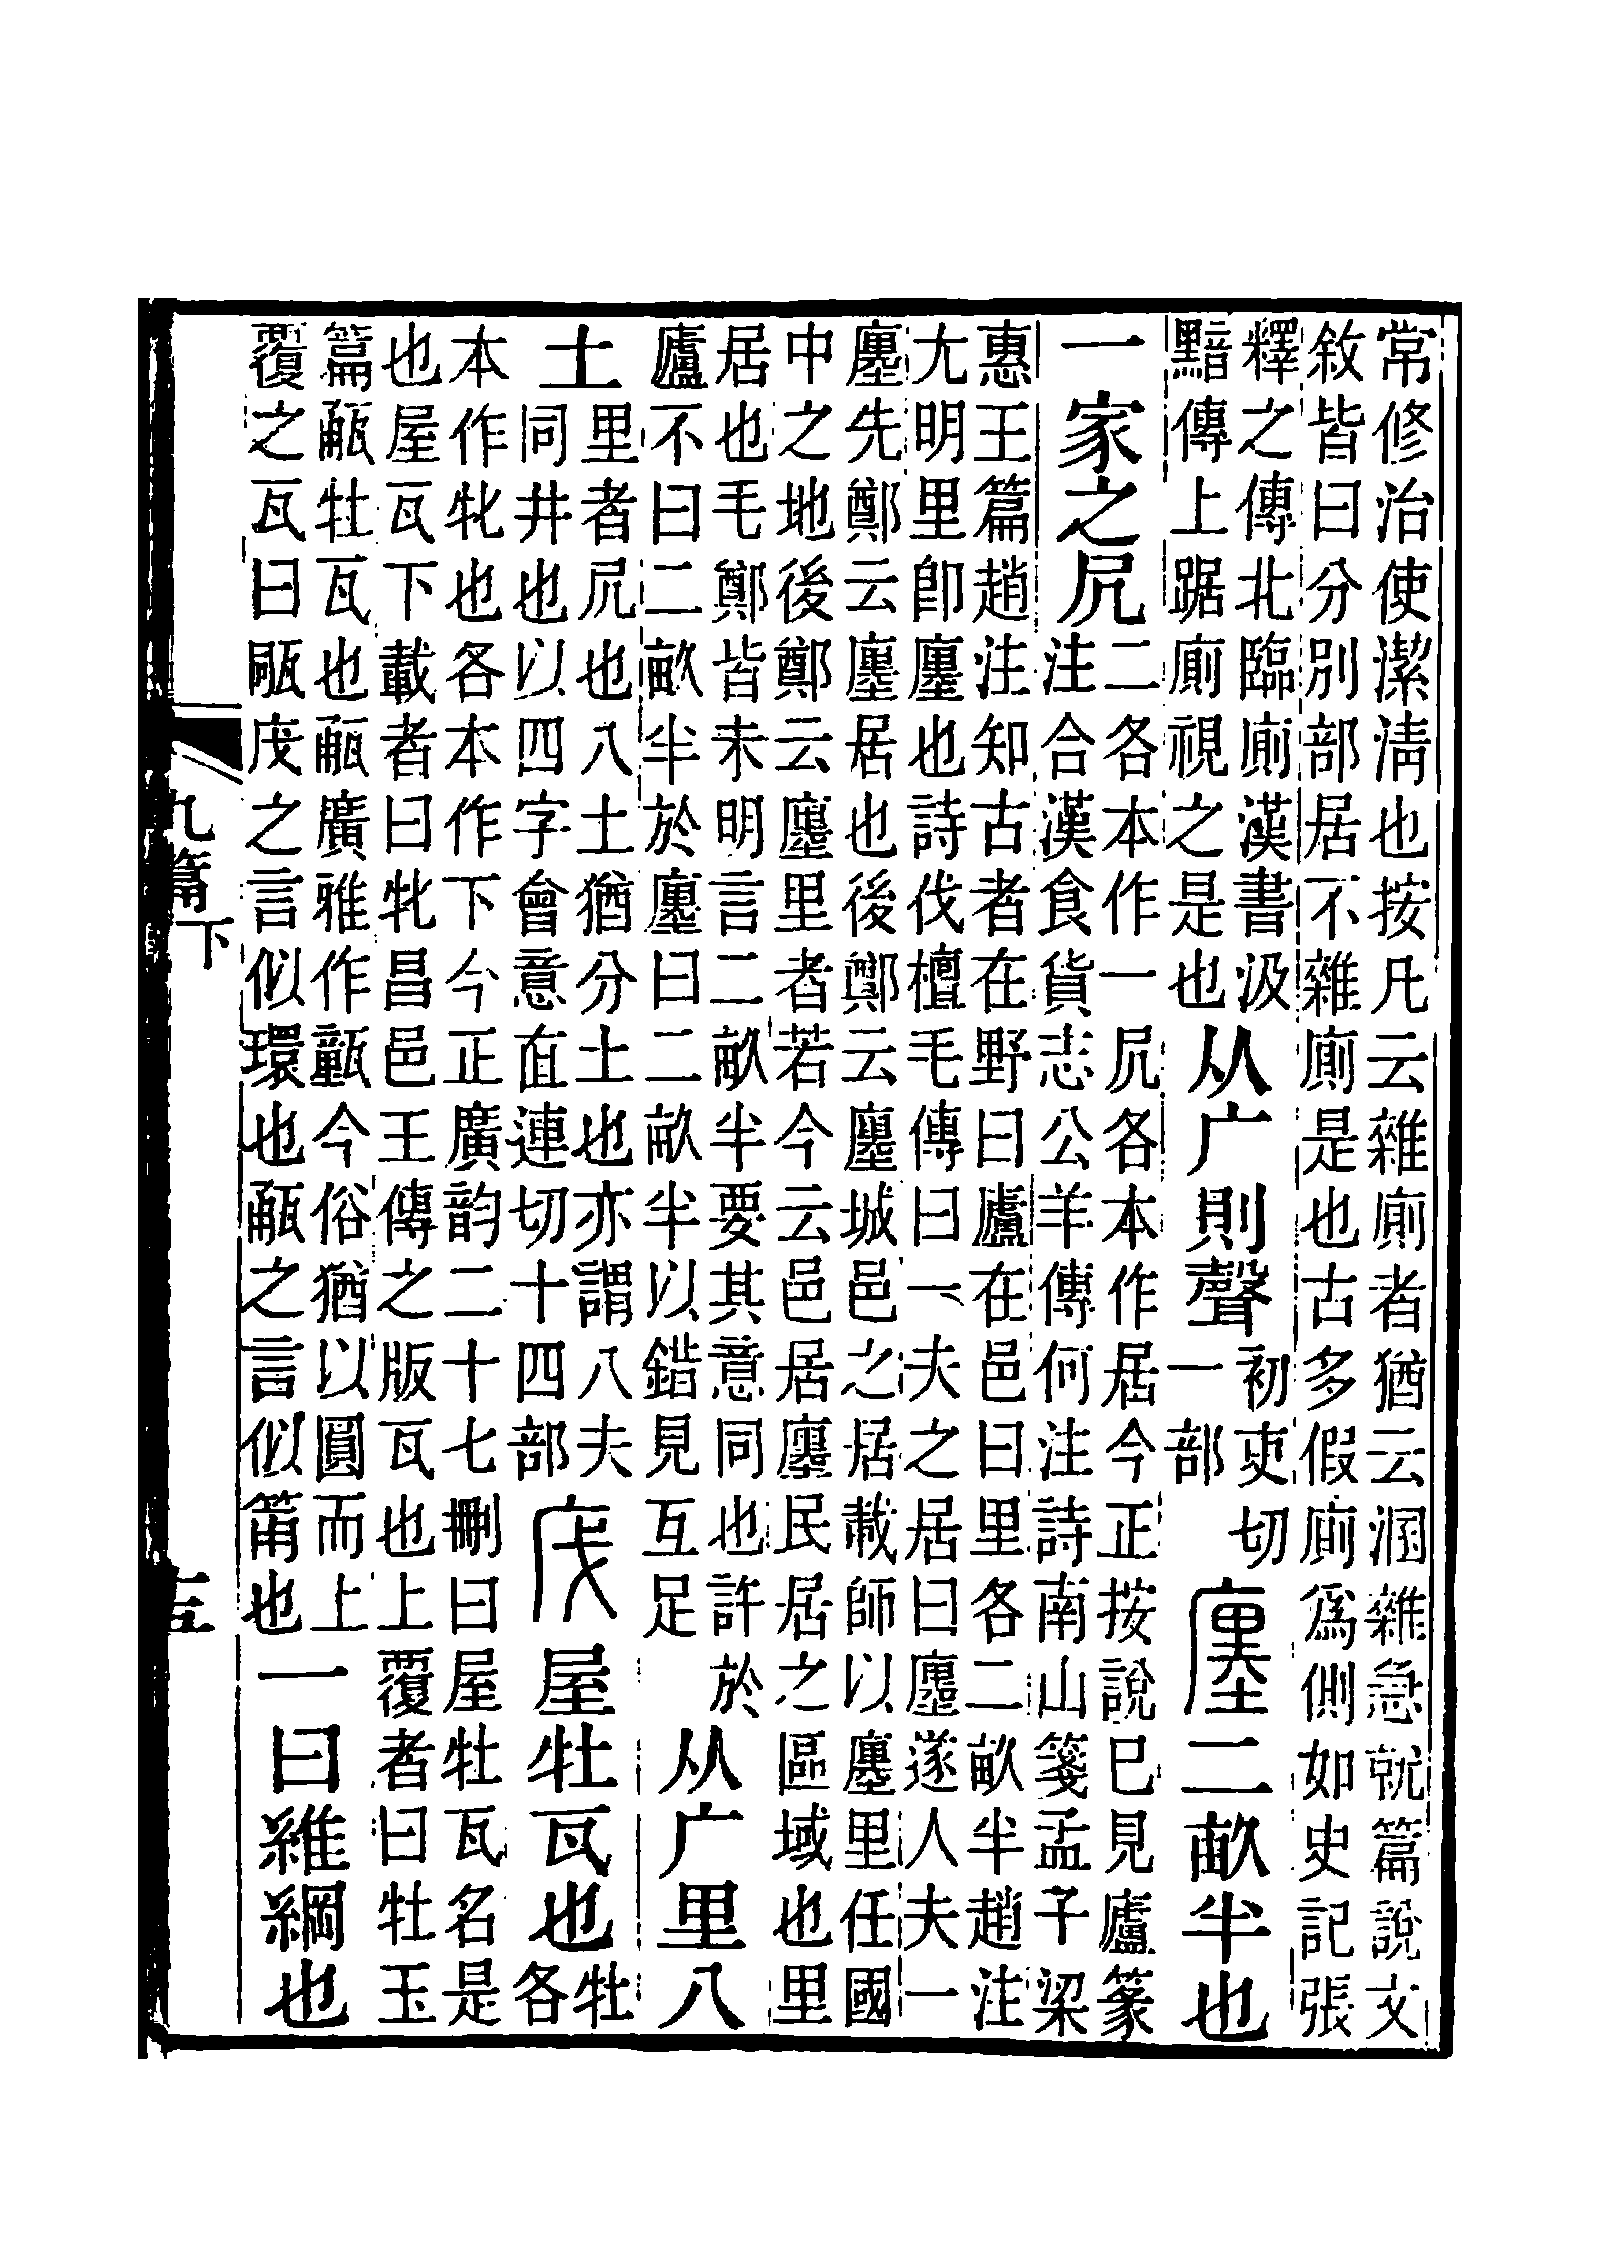 常修治使潔淸也按凡云雜廁者猶云溷雜急就篇說文
敘皆曰分別部居不雜廁是也古多假廁爲側如史記張
釋之傳北臨廁漢書汲
黯傳上踞廁視之是也
从广則聲
初吏切
一部
廛二畝半也
一家之凥
二各本作一凥各本作居今正按說巳見廬篆
注合漢食貨志公羊傳何注詩南山箋孟子梁
惠王篇趙注知古者在野曰廬在邑曰里各二畝半趙注
尢明里卽廛也詩伐檀毛傳曰一夫之居曰廛遂人夫一
廛先鄭云廛居也後鄭云廛城邑之居載師以廛里任國
中之地後鄭云廛里者若今云邑居廛民居之區域也里
居也毛鄭皆未明言二畝半要其意同也許於
廬不曰二畝半於廛曰二畝半以錯見互足
从广里八
土
里者凥也八土猶分土也亦謂八夫
同井也以四字會意直連切十四部
㡹屋牡瓦也
牡
各
本作牝也各本作下今正廣韵二十七刪曰屋牡瓦名是
也屋瓦下載者曰牝昌邑王傳之版瓦也上覆者曰牡玉
篇㼧牡瓦也㼧廣雅作今俗猶以圓而上
覆之瓦曰㼧㡹之言似環也㼧之言似筩也
一曰維綱也
九篇下